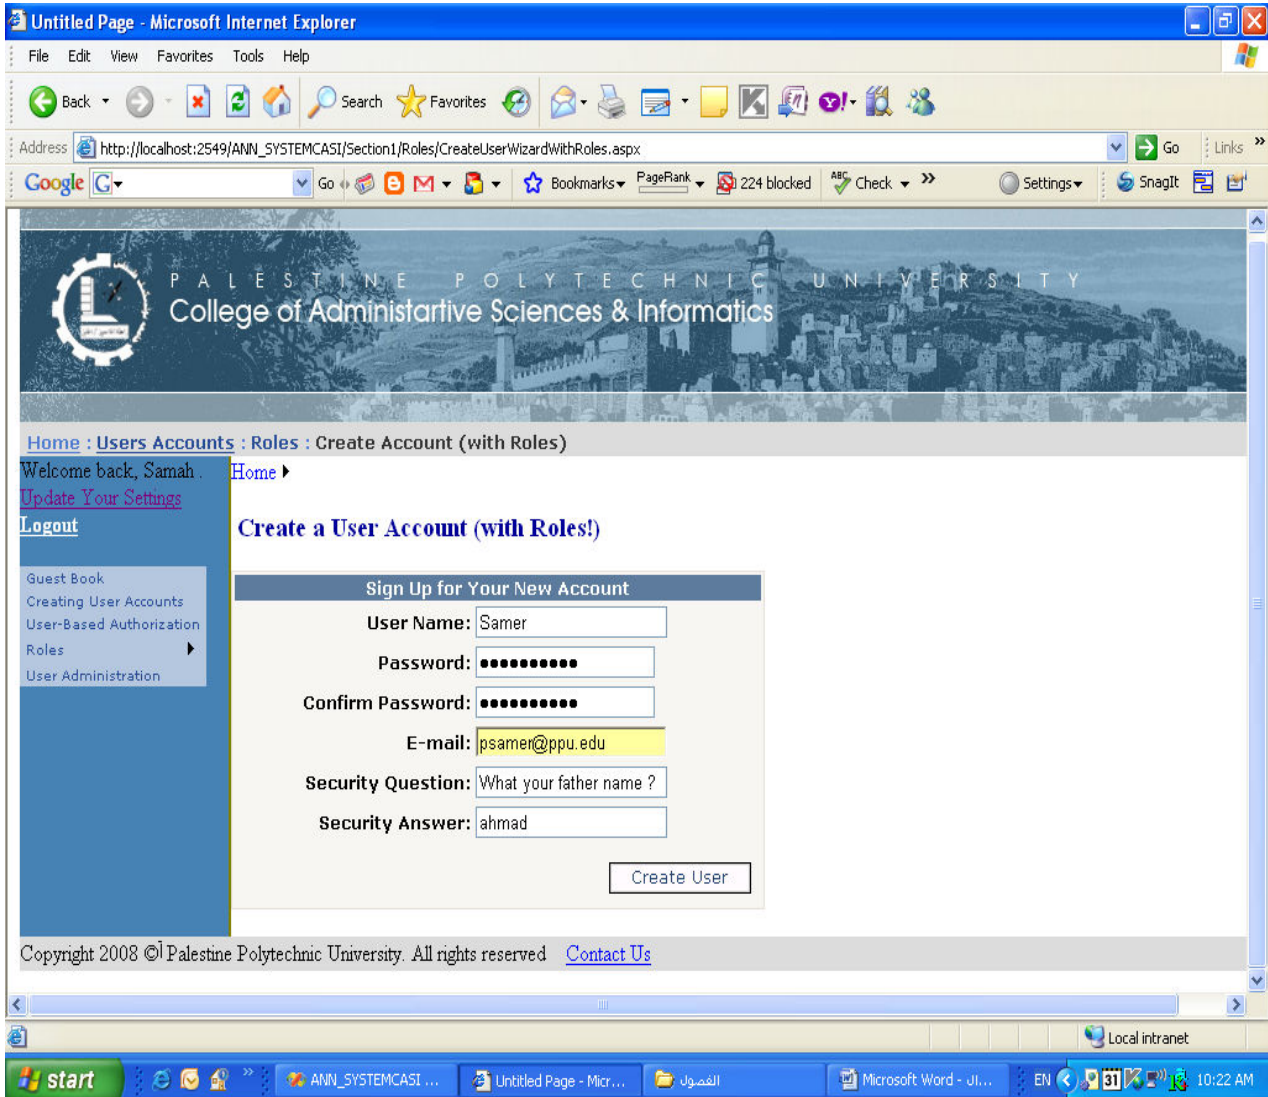 Untitled Page - Microsoft Internet Explorer
File Edit View Favorites Tools Help
Back Search Favorites
Address http://localhost:2549/ANN_SYSTEMCASI/Section1/Roles/CreateUserWizardWithRoles.aspx Go Links »
Google G Go Bookmarks PageRank 224 blocked ABC Check » Settings SnagIt
PALESTINE POLYTECHNIC UNIVERSITY
College of Administartive Sciences & Informatics
Home : Users Accounts : Roles : Create Account (with Roles)
Welcome back, Samah .
Update Your Settings
Logout
Guest Book
Creating User Accounts
User-Based Authorization
Roles
User Administration
Home
Create a User Account (with Roles!)
Sign Up for Your New Account
User Name: Samer
Password: ●●●●●●●●●●
Confirm Password: ●●●●●●●●●●
E-mail: psamer@ppu.edu
Security Question: What your father name ?
Security Answer: ahmad
Create User
Copyright 2008 © Palestine Polytechnic University. All rights reserved Contact Us
Local intranet
start » ANN_SYSTEMCASI ... Untitled Page - Micr... الفصول Microsoft Word - ال... EN 31 10:22 AM